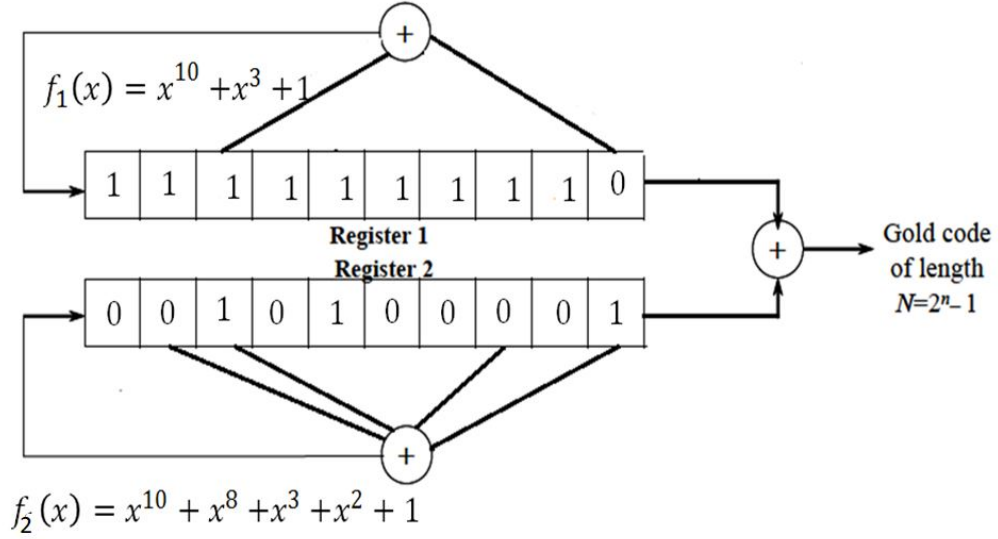 +
f₁(x) = x¹⁰ +x³ +1
1 1 1 1 1 1 1 1 1 0
Register 1
Register 2
+
Gold code
of length
N=2ⁿ– 1
0 0 1 0 1 0 0 0 0 1
+
f₂ (x) = x¹⁰ + x⁸ +x³ +x² + 1